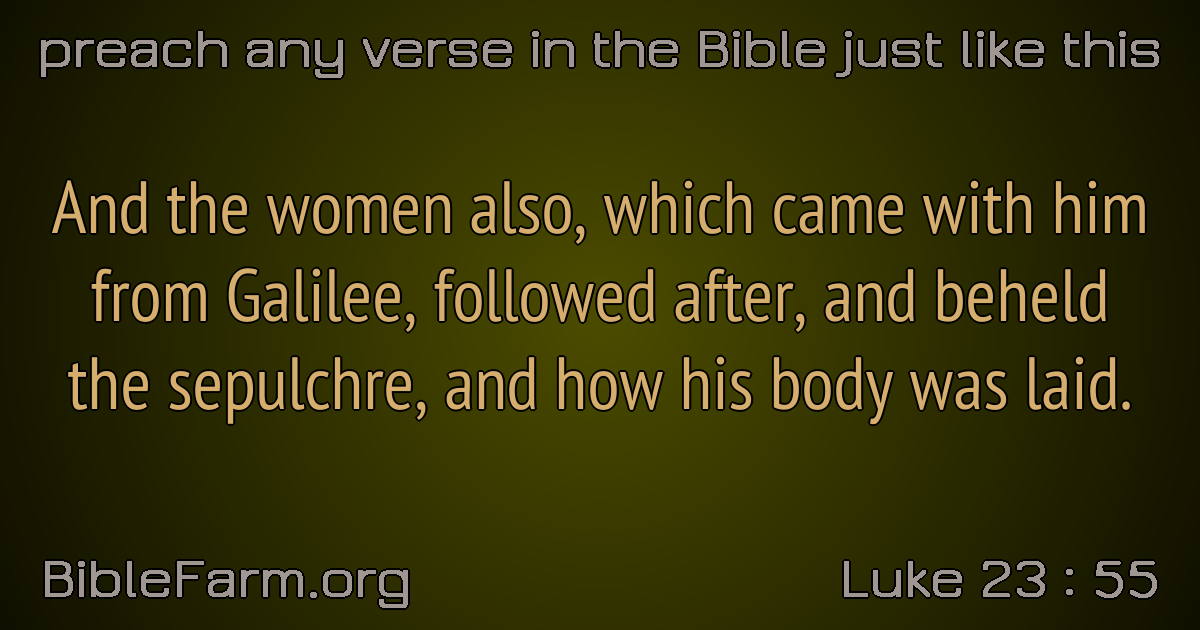 preach any verse in the Bible just like this
And the women also, which came with him
from Galilee, followed after, and beheld
the sepulchre, and how his body was laid.
BibleFarm.org
Luke 23 : 55